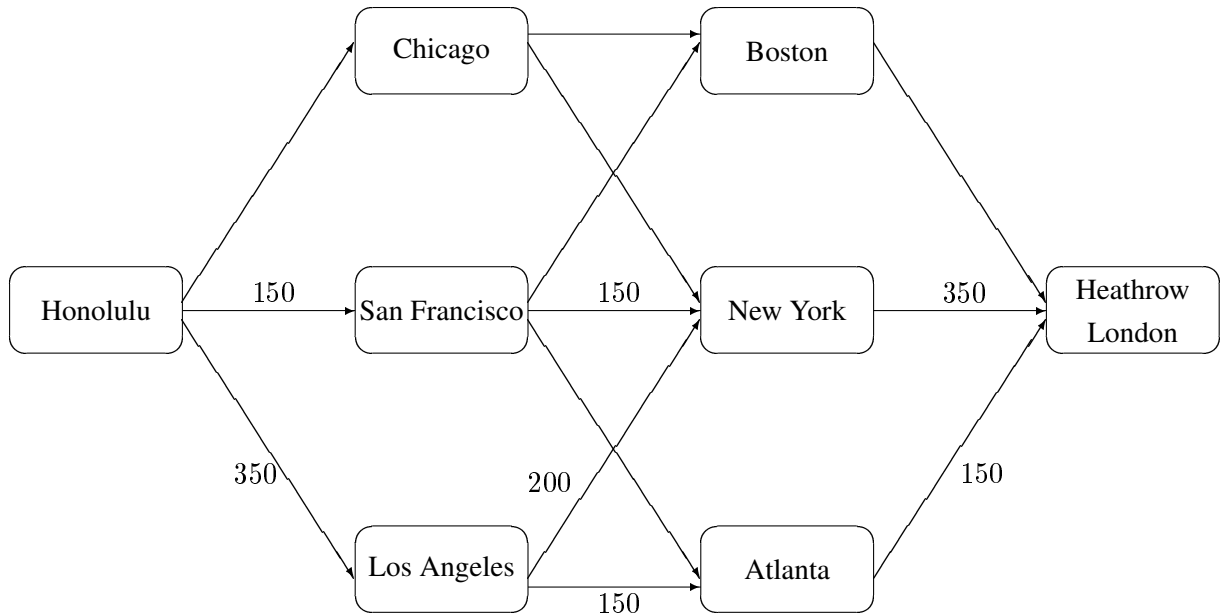 Chicago
Boston
Honolulu
150
San Francisco
150
New York
350
Heathrow
London
350
200
150
Los Angeles
150
Atlanta